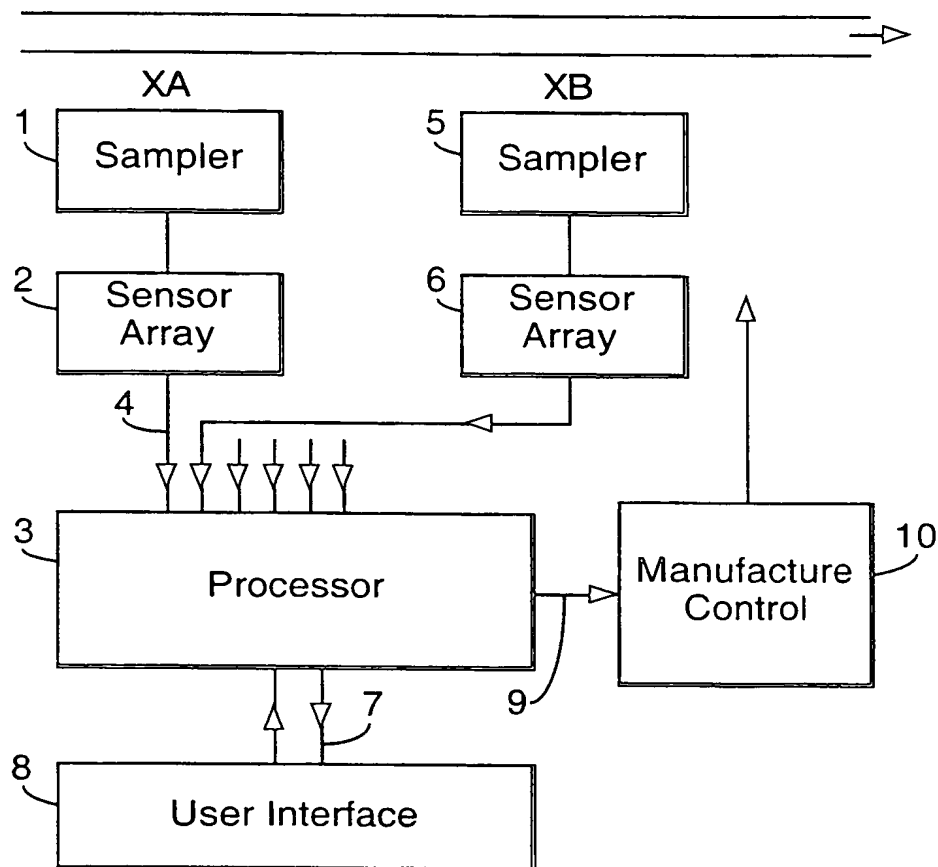 XA
XB
1
Sampler
5
Sampler
2
Sensor
Array
6
Sensor
Array
4
3
Processor
Manufacture
Control
10
9
7
8
User Interface